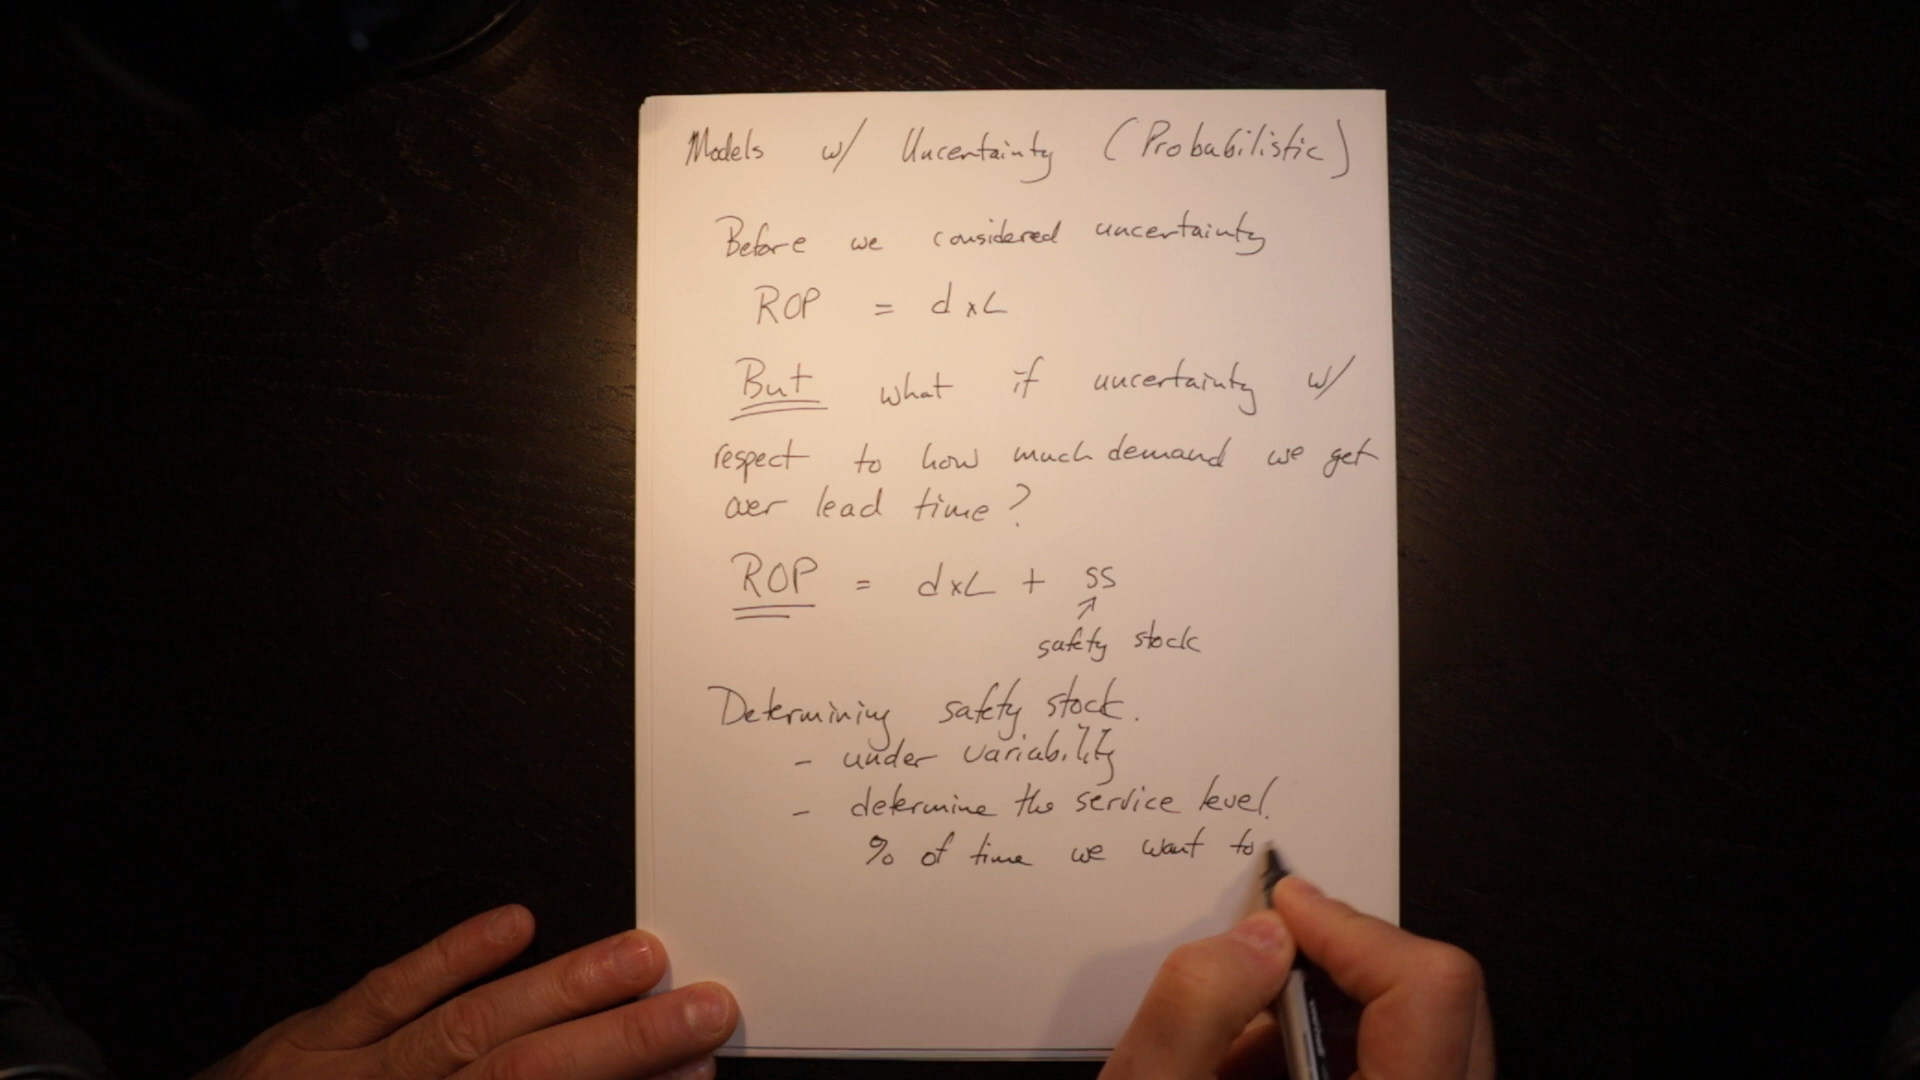 Models w/ Uncertainty (Probabilistic)
Before we considered uncertainty
ROP = d x L
But what if uncertainty w/
respect to how much demand we get
over lead time?
ROP = d x L + SS
safety stock
Determining safety stock.
- under variability
- determine the service level.
% of time we want to